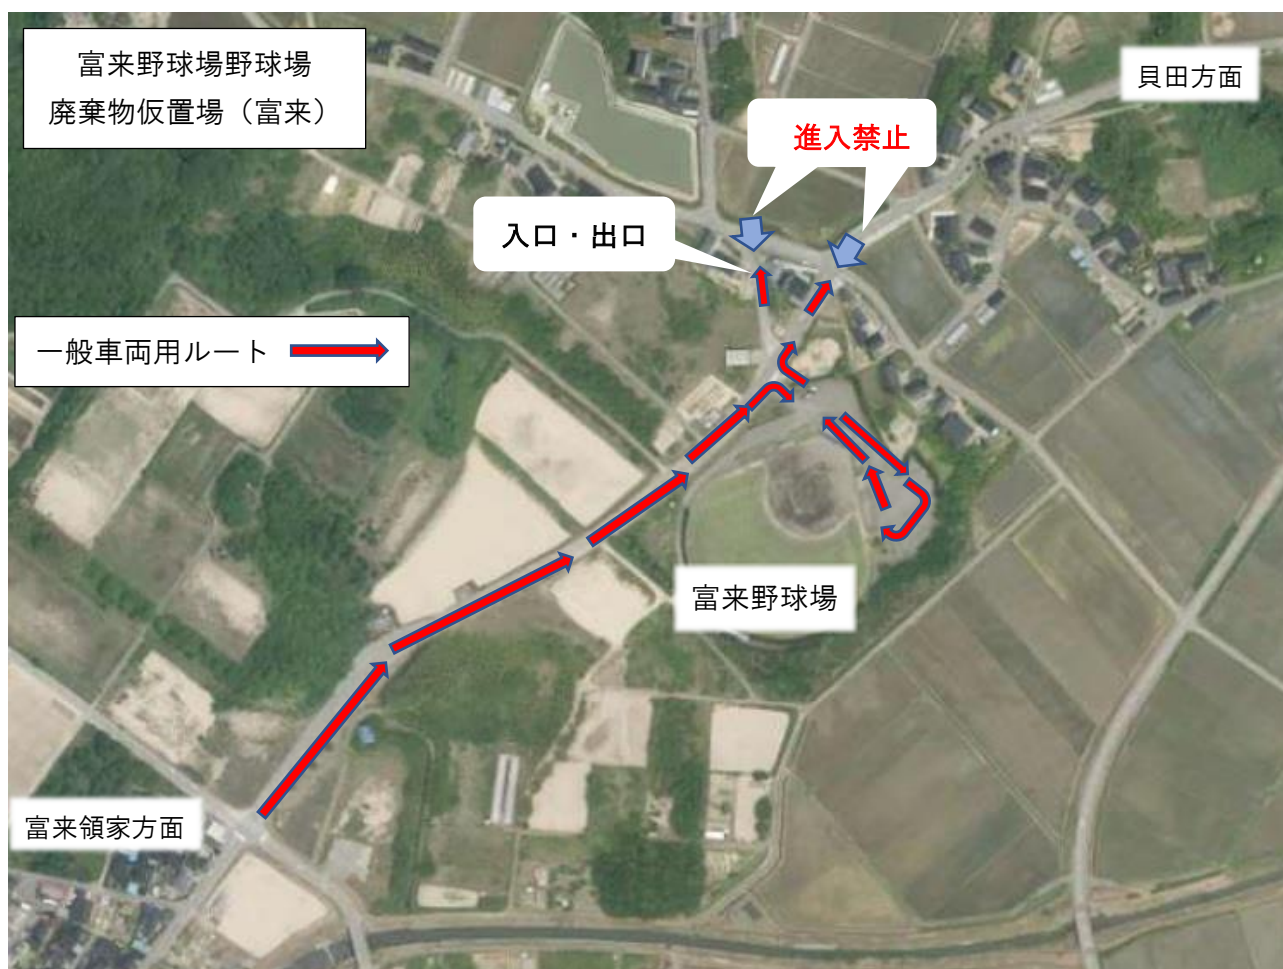 富来野球場野球場
廃棄物仮置場（富来）
貝田方面
進入禁止
入口・出口
一般車両用ルート
富来野球場
富来領家方面